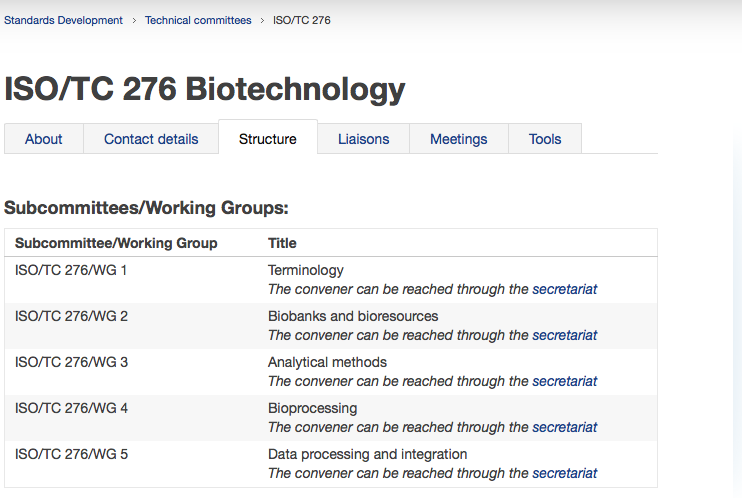 Standards Development › Technical committees › ISO/TC 276
ISO/TC 276 Biotechnology
About Contact details Structure Liaisons Meetings Tools
Subcommittees/Working Groups:
Subcommittee/Working Group Title
ISO/TC 276/WG 1 Terminology
The convener can be reached through the secretariat
ISO/TC 276/WG 2 Biobanks and bioresources
The convener can be reached through the secretariat
ISO/TC 276/WG 3 Analytical methods
The convener can be reached through the secretariat
ISO/TC 276/WG 4 Bioprocessing
The convener can be reached through the secretariat
ISO/TC 276/WG 5 Data processing and integration
The convener can be reached through the secretariat